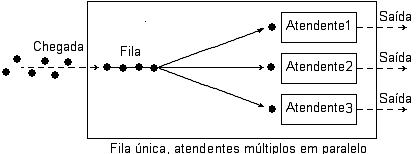 Chegada
Fila
Atendente1
Saída
Atendente2
Saída
Atendente3
Saída
Fila única, atendentes múltiplos em paralelo